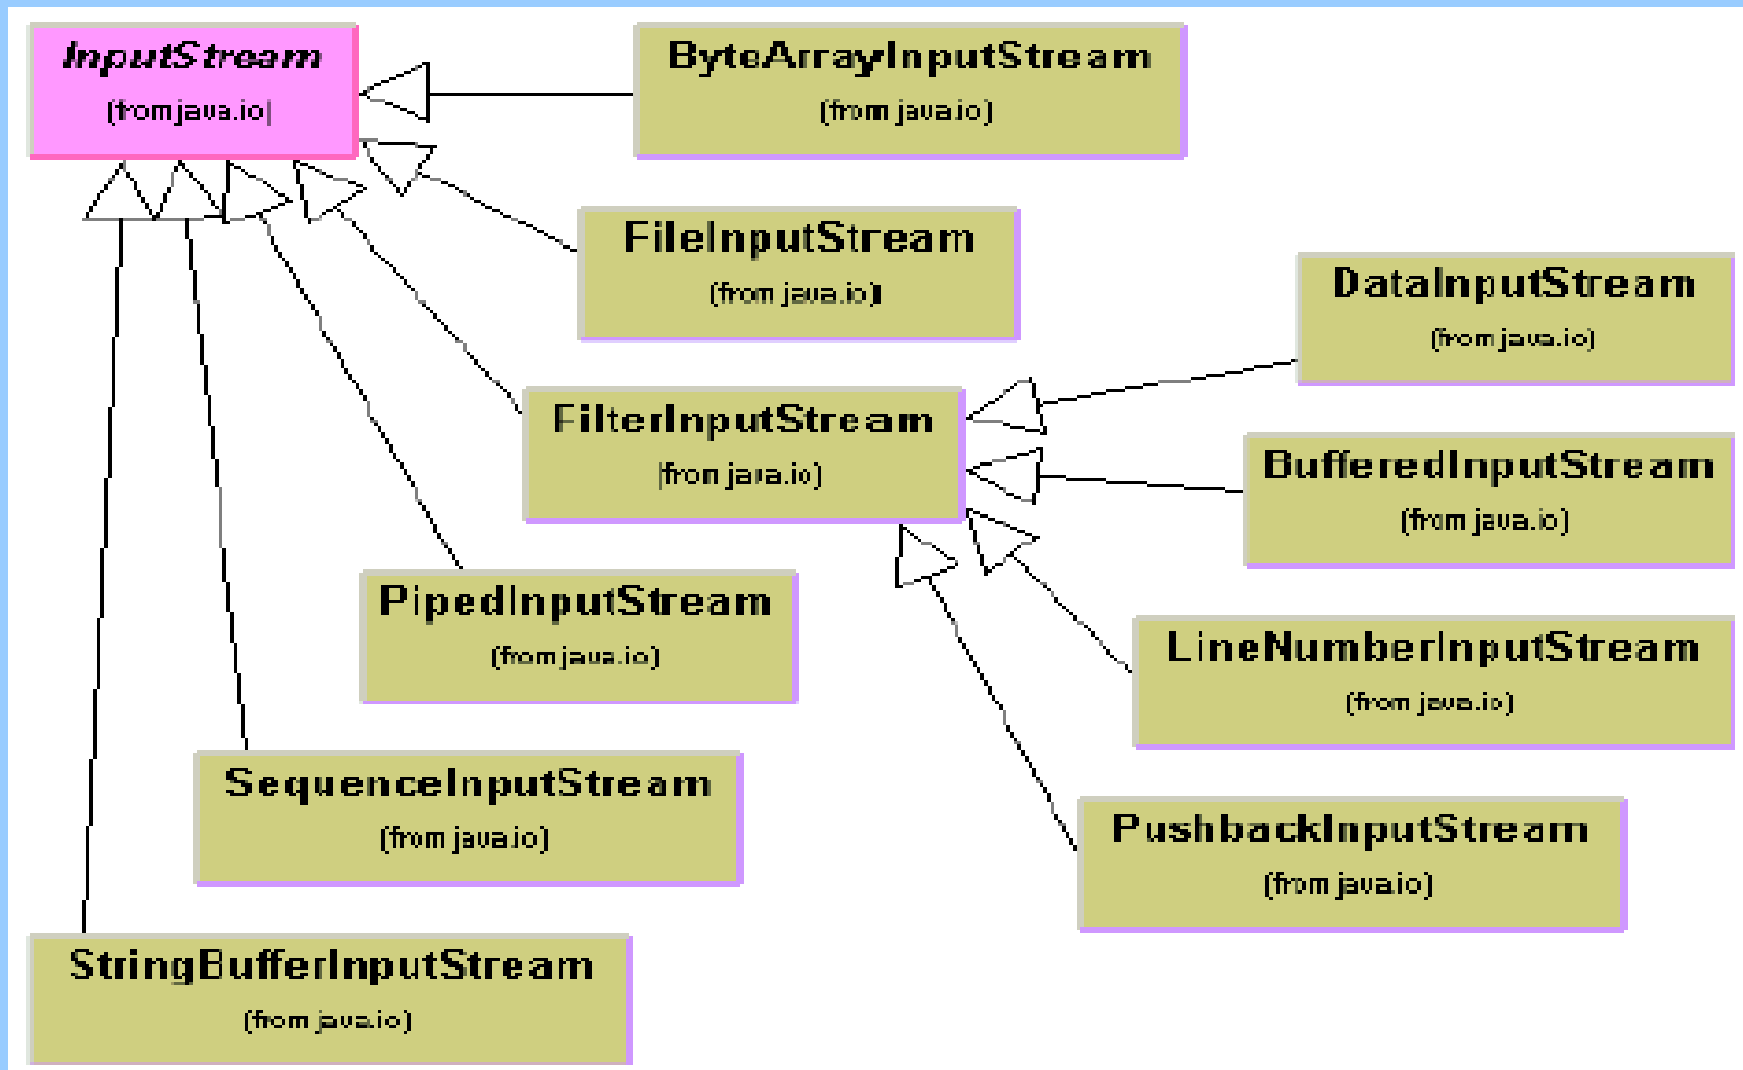 InputStream
(from java.io)
ByteArrayInputStream
(from java.io)
FileInputStream
(from java.io)
DataInputStream
(from java.io)
FilterInputStream
(from java.io)
BufferedInputStream
(from java.io)
PipedInputStream
(from java.io)
LineNumberInputStream
(from java.io)
SequenceInputStream
(from java.io)
PushbackInputStream
(from java.io)
StringBufferInputStream
(from java.io)